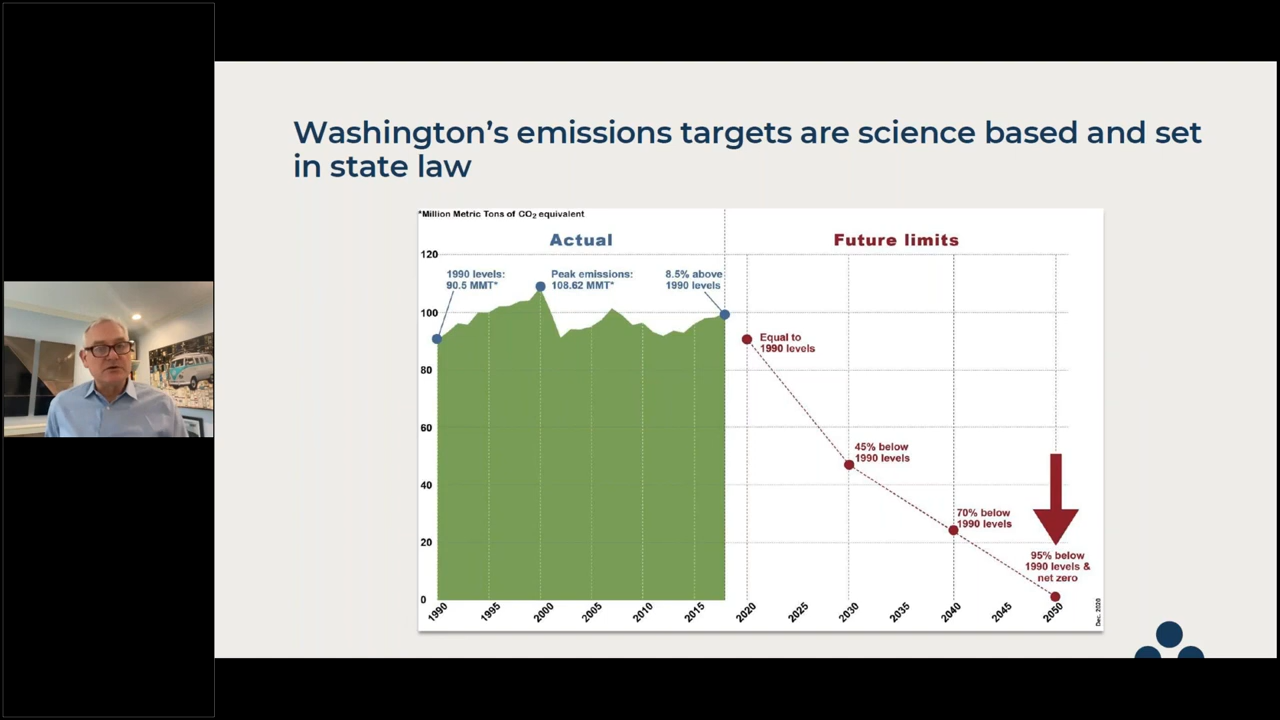 Washington's emissions targets are science based and set
in state law
*Million Metric Tons of CO2 equivalent
Actual
Future limits
120
100
80
60
40
20
0
1990 levels:
90.5 MMT*
Peak emissions:
108.62 MMT*
8.5% above
1990 levels
Equal to
1990 levels
45% below
1990 levels
70% below
1990 levels
95% below
1990 levels &
net zero
1990
1995
2000
2005
2010
2015
2020
2025
2030
2035
2040
2045
2050
Dec. 2020